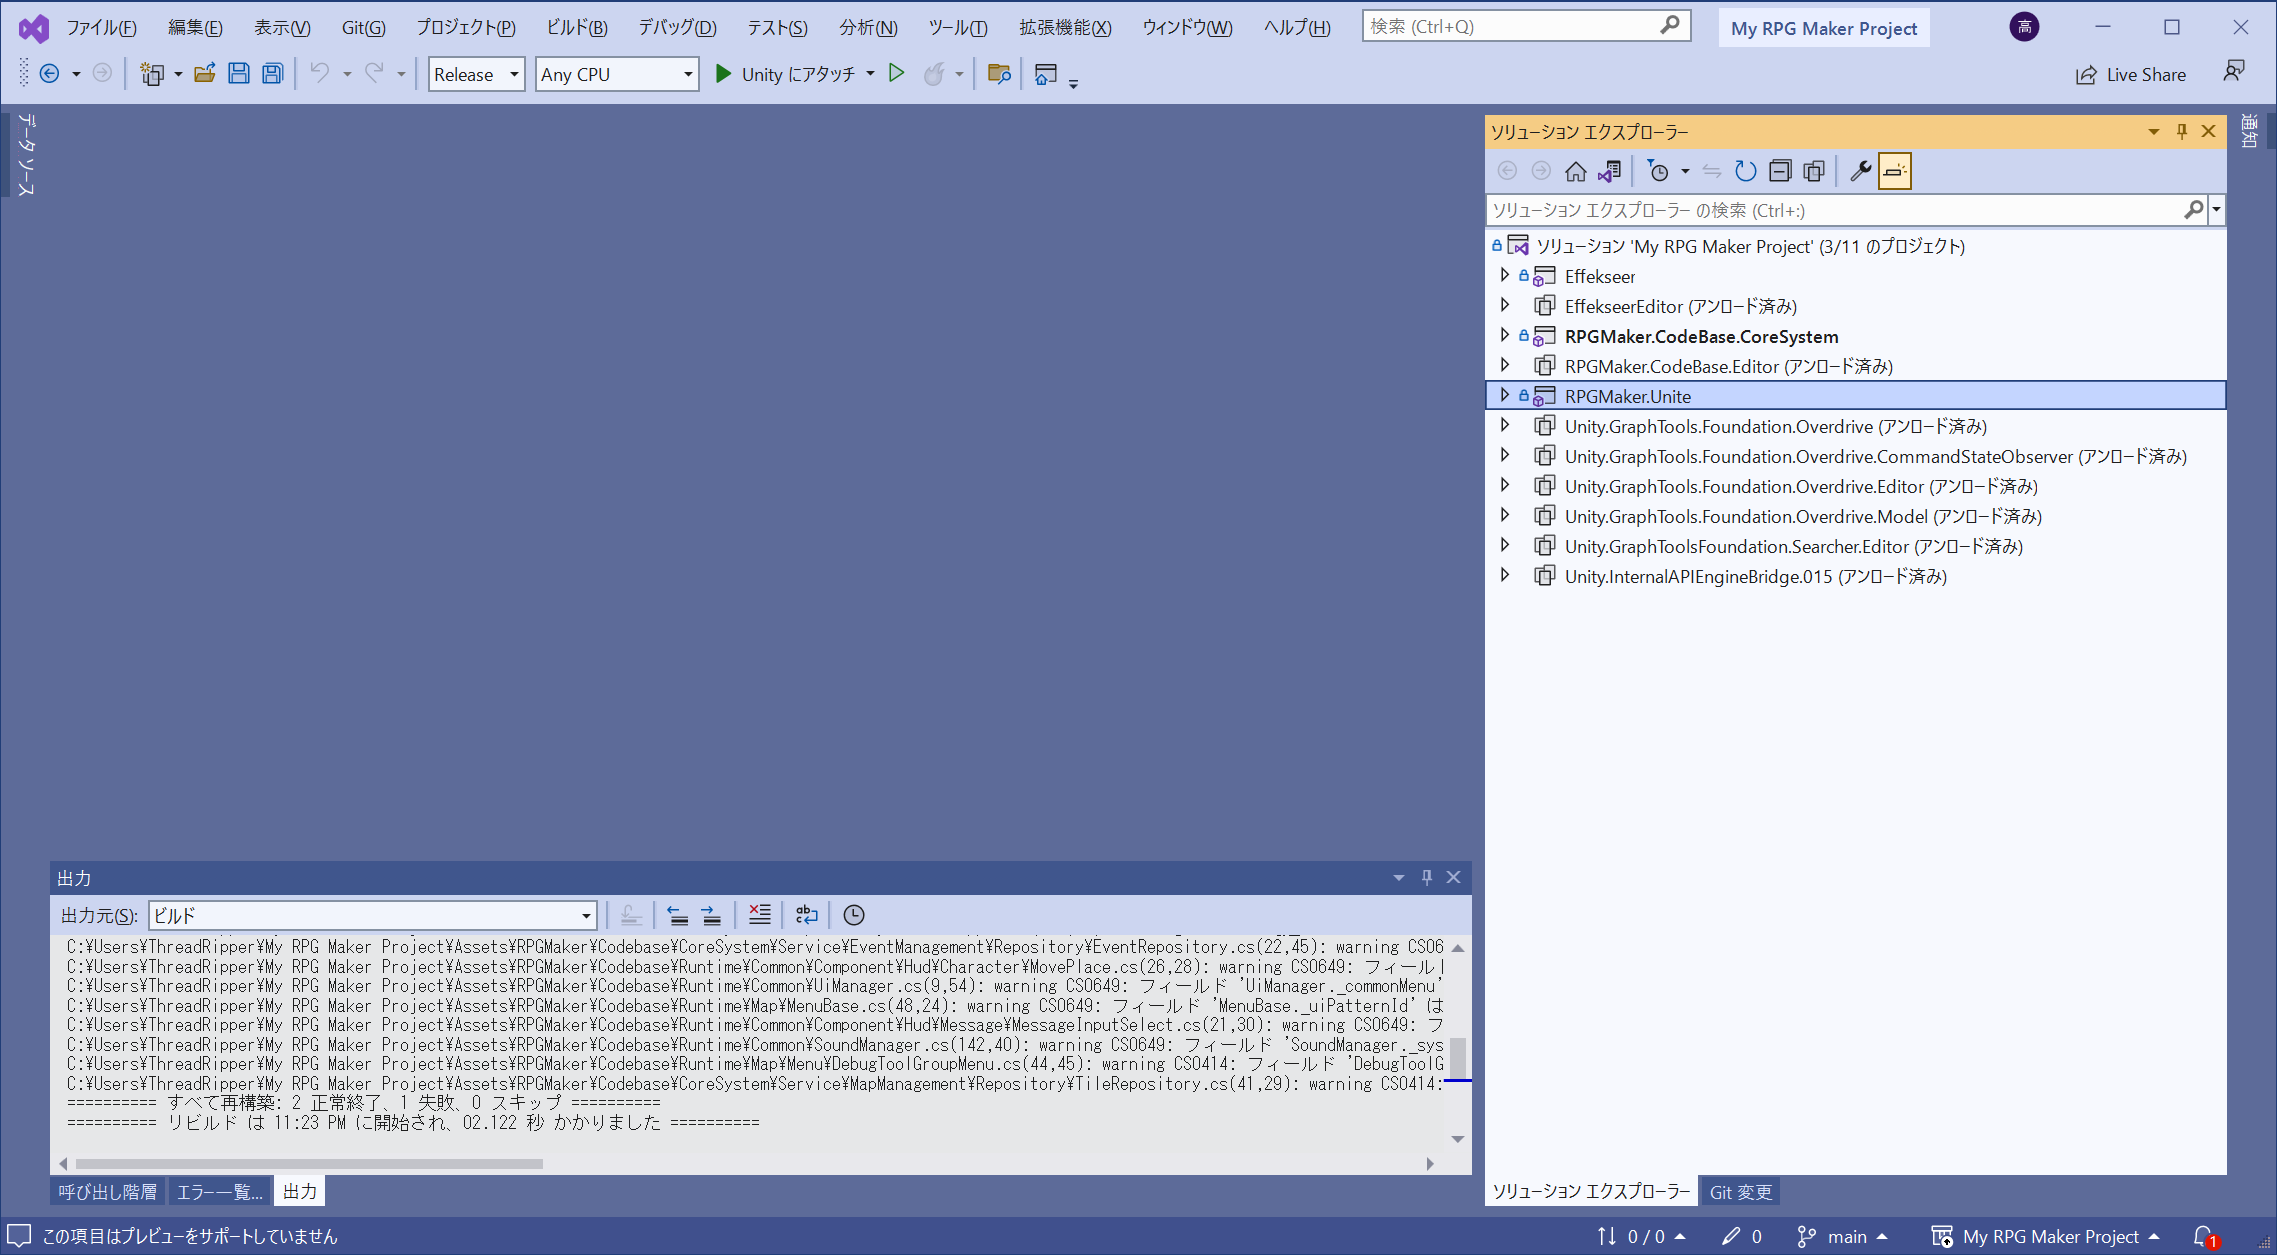 ファイル(F) 編集(E) 表示(V) Git(G) プロジェクト(P) ビルド(B) デバッグ(D) テスト(S) 分析(N) ツール(T) 拡張機能(X) ウィンドウ(W) ヘルプ(H) 検索 (Ctrl+Q) My RPG Maker Project 高
Release Any CPU Unity にアタッチ Live Share
データ ソース
ソリューション エクスプローラー
通知
ソリューション エクスプローラー の検索 (Ctrl+:)
ソリューション 'My RPG Maker Project' (3/11 のプロジェクト)
Effekseer
EffekseerEditor (アンロード済み)
RPGMaker.CodeBase.CoreSystem
RPGMaker.CodeBase.Editor (アンロード済み)
RPGMaker.Unite
Unity.GraphTools.Foundation.Overdrive (アンロード済み)
Unity.GraphTools.Foundation.Overdrive.CommandStateObserver (アンロード済み)
Unity.GraphTools.Foundation.Overdrive.Editor (アンロード済み)
Unity.GraphTools.Foundation.Overdrive.Model (アンロード済み)
Unity.GraphToolsFoundation.Searcher.Editor (アンロード済み)
Unity.InternalAPIEngineBridge.015 (アンロード済み)
出力
出力元(S): ビルド
C:¥Users¥ThreadRipper¥My RPG Maker Project¥Assets¥RPGMaker¥Codebase¥CoreSystem¥Service¥EventManagement¥Repository¥EventRepository.cs(22,45): warning CS06
C:¥Users¥ThreadRipper¥My RPG Maker Project¥Assets¥RPGMaker¥Codebase¥Runtime¥Common¥Component¥Hud¥Character¥MovePlace.cs(26,28): warning CS0649: フィール
C:¥Users¥ThreadRipper¥My RPG Maker Project¥Assets¥RPGMaker¥Codebase¥Runtime¥Common¥UiManager.cs(9,54): warning CS0649: フィールド 'UiManager._commonMenu'
C:¥Users¥ThreadRipper¥My RPG Maker Project¥Assets¥RPGMaker¥Codebase¥Runtime¥Map¥MenuBase.cs(48,24): warning CS0649: フィールド 'MenuBase._uiPatternId' は
C:¥Users¥ThreadRipper¥My RPG Maker Project¥Assets¥RPGMaker¥Codebase¥Runtime¥Common¥Component¥Hud¥Message¥MessageInputSelect.cs(21,30): warning CS0649: フ
C:¥Users¥ThreadRipper¥My RPG Maker Project¥Assets¥RPGMaker¥Codebase¥Runtime¥Common¥SoundManager.cs(142,40): warning CS0649: フィールド 'SoundManager._sys
C:¥Users¥ThreadRipper¥My RPG Maker Project¥Assets¥RPGMaker¥Codebase¥Runtime¥Map¥Menu¥DebugToolGroupMenu.cs(44,45): warning CS0414: フィールド 'DebugToolG
C:¥Users¥ThreadRipper¥My RPG Maker Project¥Assets¥RPGMaker¥Codebase¥CoreSystem¥Service¥MapManagement¥Repository¥TileRepository.cs(41,29): warning CS0414:
========== すべて再構築: 2 正常終了、1 失敗、0 スキップ ==========
========== リビルド は 11:23 PM に開始され、02.122 秒 かかりました ==========
呼び出し階層 エラー一覧... 出力
ソリューション エクスプローラー Git 変更
この項目はプレビューをサポートしていません 0 / 0 0 main My RPG Maker Project 1